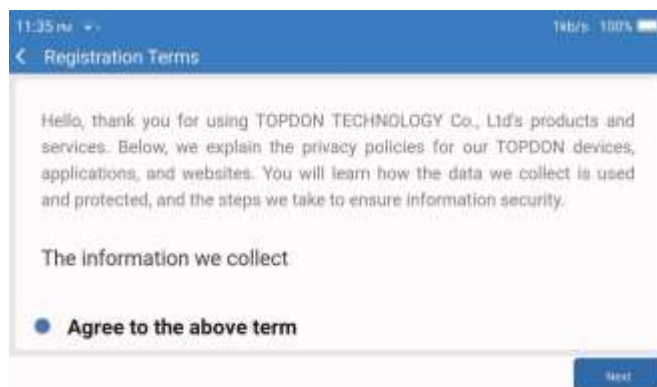 11:35 PM
1kb/s 100%
Registration Terms
Hello, thank you for using TOPDON TECHNOLOGY Co., Ltd's products and
services. Below, we explain the privacy policies for our TOPDON devices,
applications, and websites. You will learn how the data we collect is used
and protected, and the steps we take to ensure information security.
The information we collect
Agree to the above term
Next